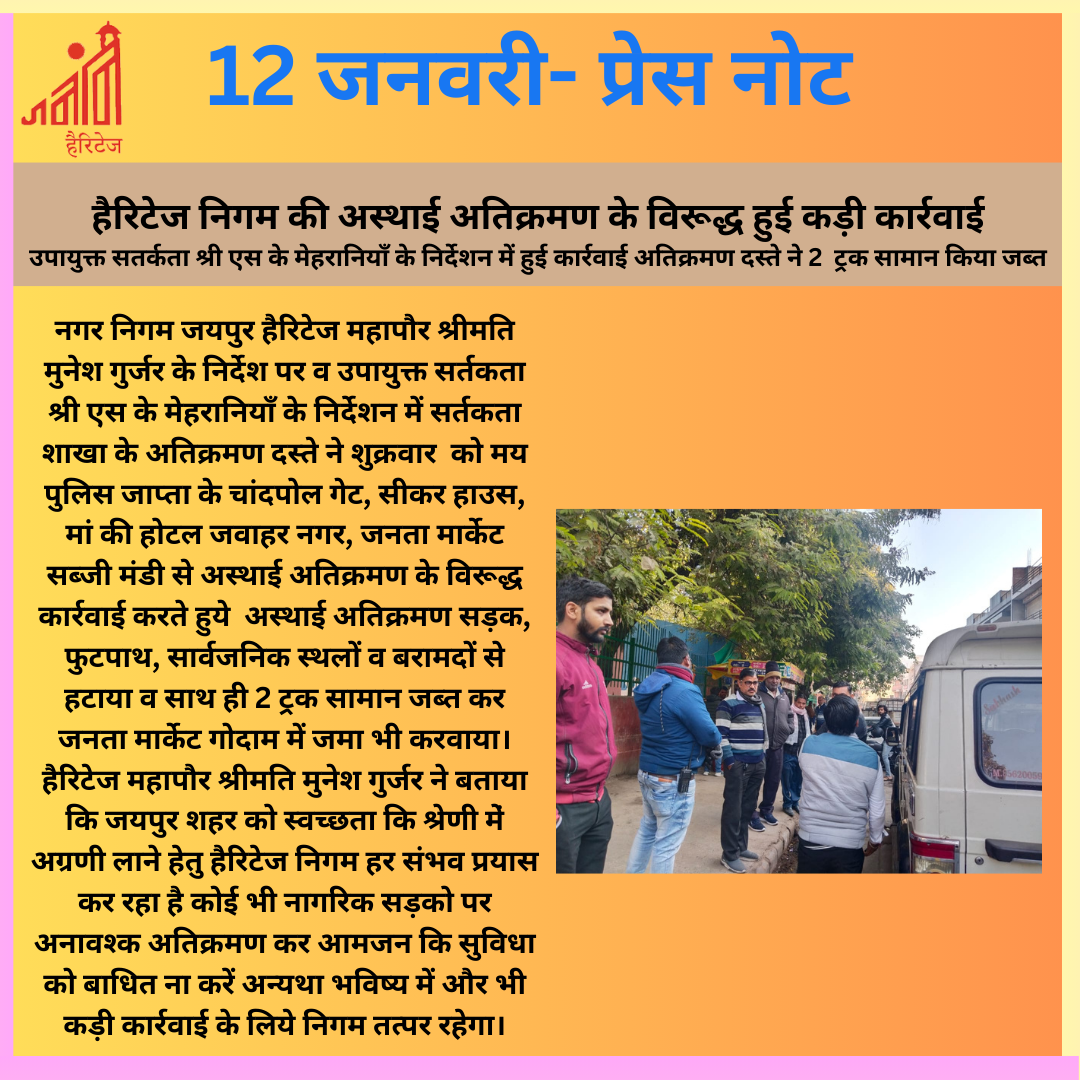 हैरिटेज
12 जनवरी- प्रेस नोट
हैरिटेज निगम की अस्थाई अतिक्रमण के विरूद्ध हुई कड़ी कार्रवाई
उपायुक्त सतर्कता श्री एस के मेहरानियाँ के निर्देशन में हुई कार्रवाई अतिक्रमण दस्ते ने 2 ट्रक सामान किया जब्त
नगर निगम जयपुर हैरिटेज महापौर श्रीमति
मुनेश गुर्जर के निर्देश पर व उपायुक्त सर्तकता
श्री एस के मेहरानियाँ के निर्देशन में सर्तकता
शाखा के अतिक्रमण दस्ते ने शुक्रवार को मय
पुलिस जाप्ता के चांदपोल गेट, सीकर हाउस,
मां की होटल जवाहर नगर, जनता मार्केट
सब्जी मंडी से अस्थाई अतिक्रमण के विरूद्ध
कार्रवाई करते हुये अस्थाई अतिक्रमण सड़क,
फुटपाथ, सार्वजनिक स्थलों व बरामदों से
हटाया व साथ ही 2 ट्रक सामान जब्त कर
जनता मार्केट गोदाम में जमा भी करवाया।
हैरिटेज महापौर श्रीमति मुनेश गुर्जर ने बताया
कि जयपुर शहर को स्वच्छता कि श्रेणी में
अग्रणी लाने हेतु हैरिटेज निगम हर संभव प्रयास
कर रहा है कोई भी नागरिक सड़को पर
अनावश्क अतिक्रमण कर आमजन कि सुविधा
को बाधित ना करें अन्यथा भविष्य में और भी
कड़ी कार्रवाई के लिये निगम तत्पर रहेगा।